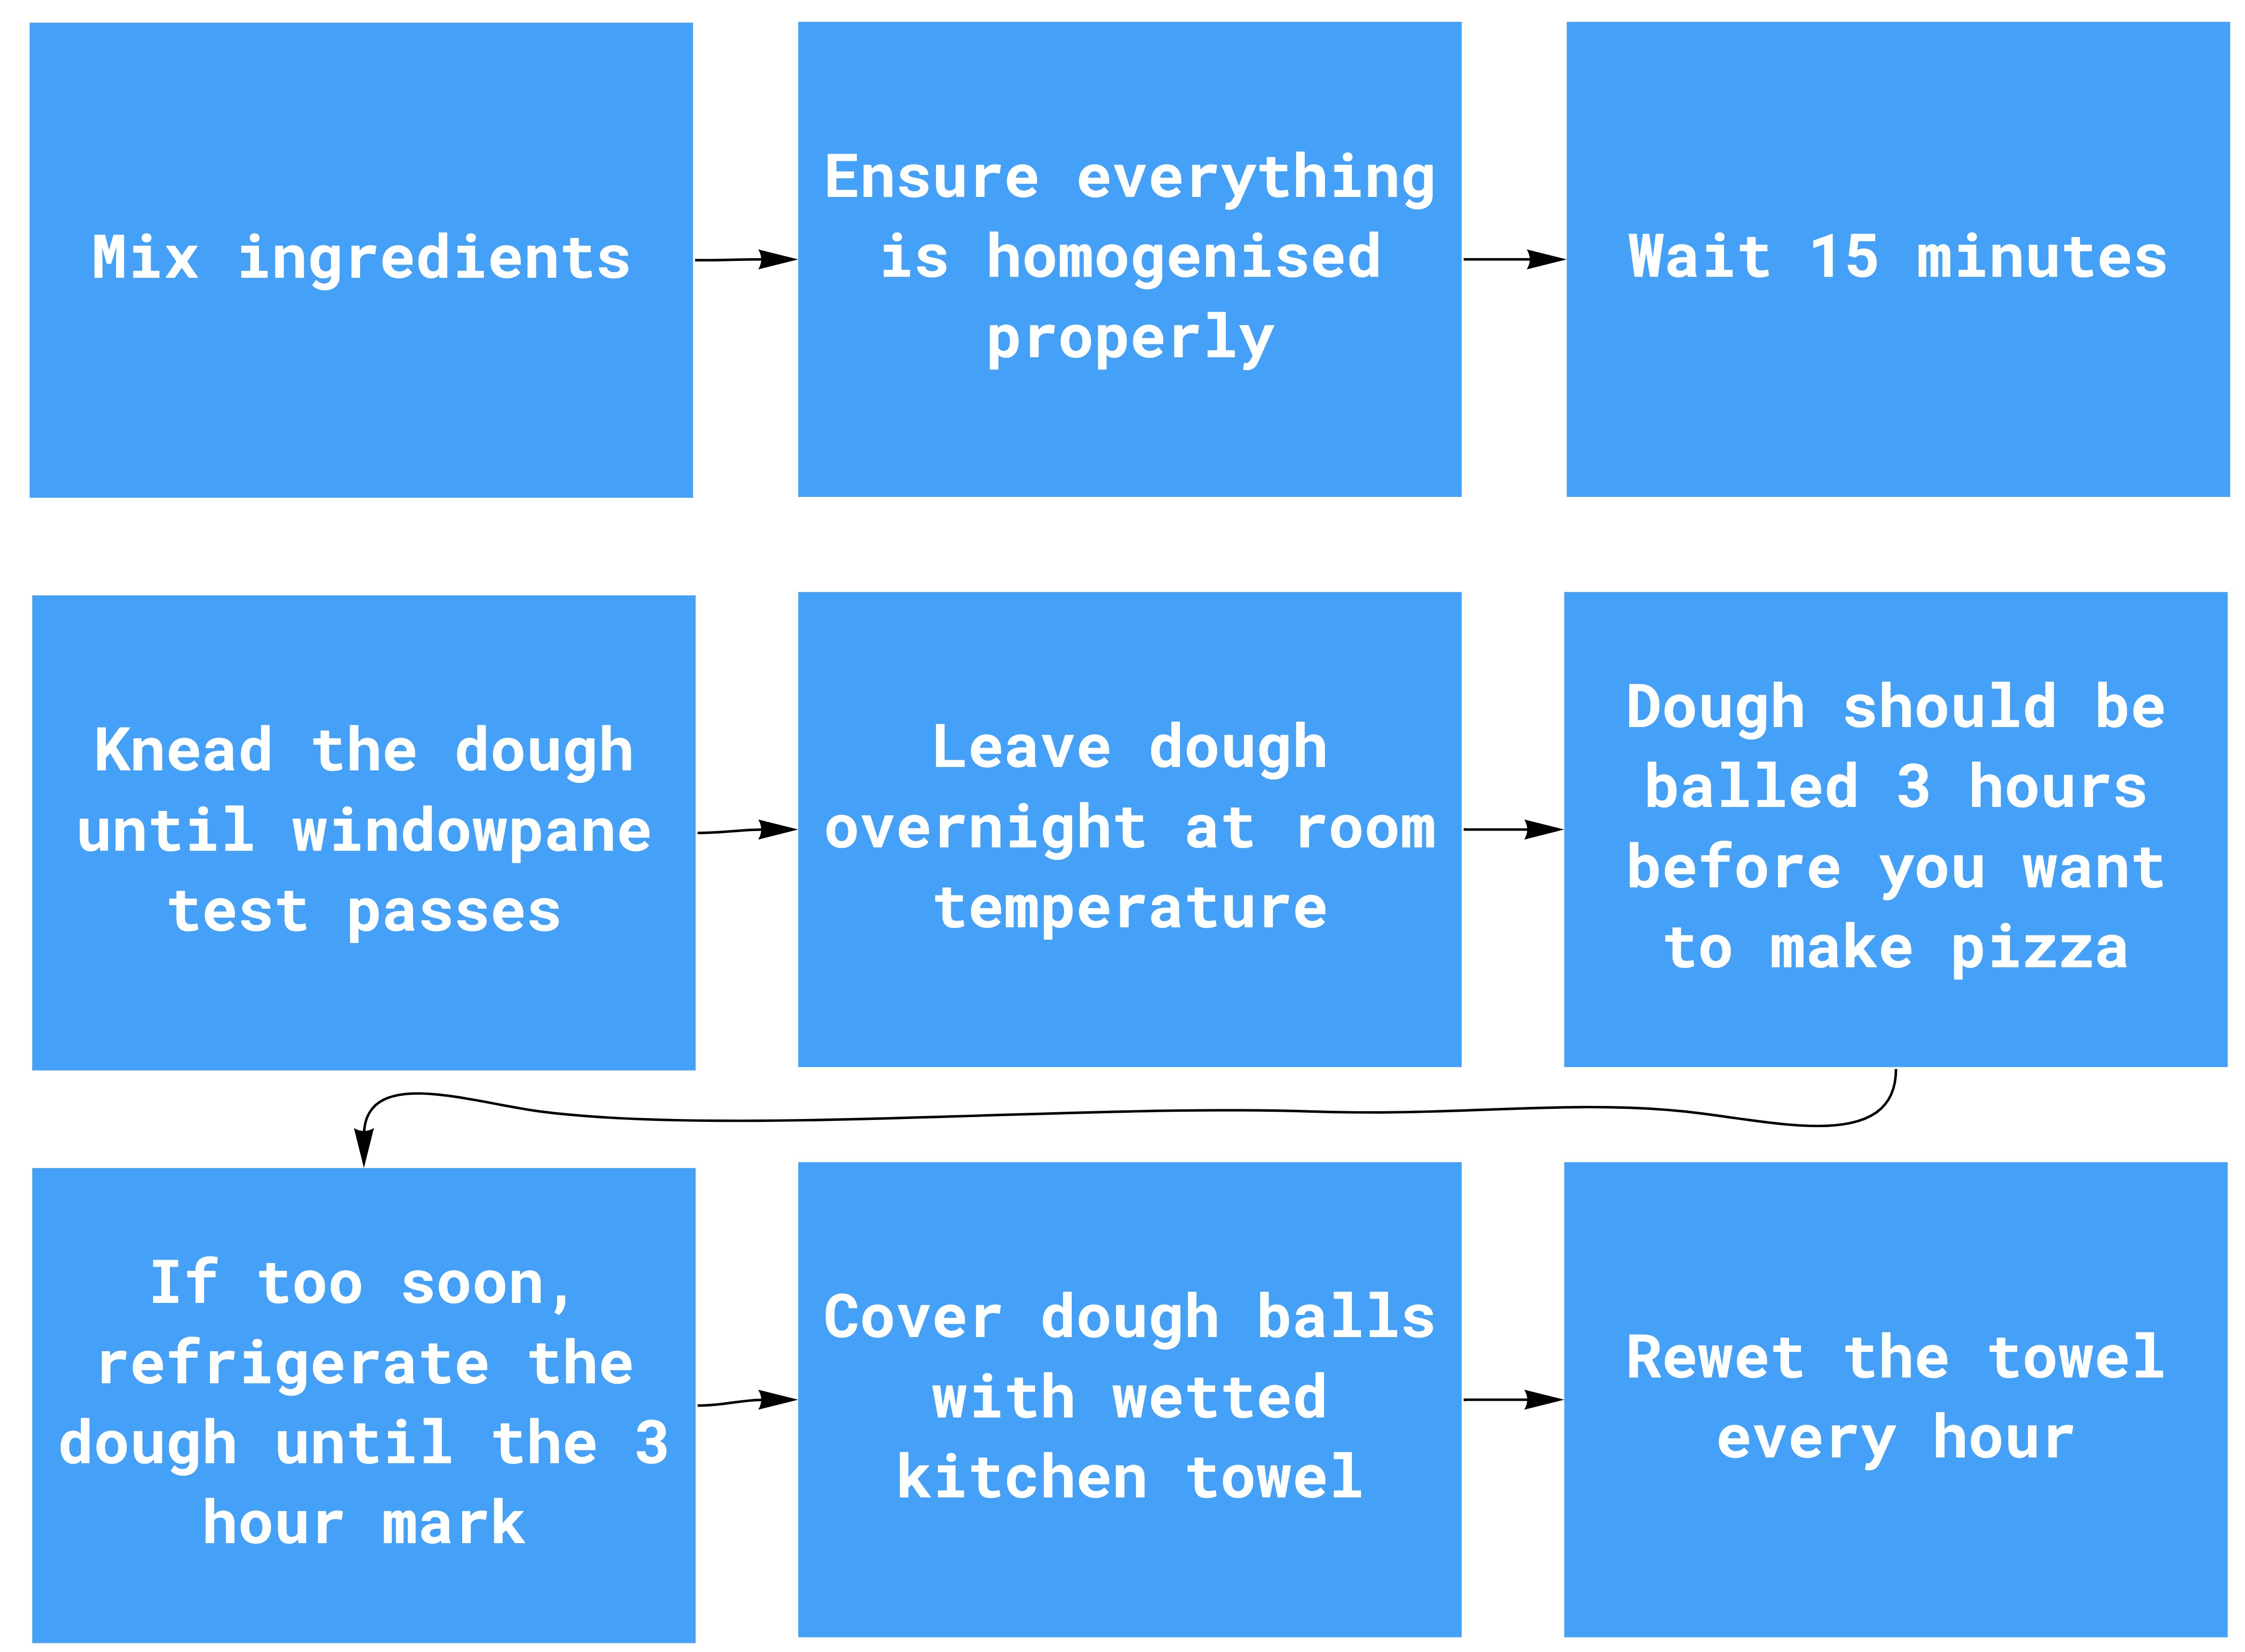 Mix ingredients
Ensure everything
is homogenised
properly
Wait 15 minutes
Knead the dough
until windowpane
test passes
Leave dough
overnight at room
temperature
Dough should be
balled 3 hours
before you want
to make pizza
If too soon,
refrigerate the
dough until the 3
hour mark
Cover dough balls
with wetted
kitchen towel
Rewet the towel
every hour